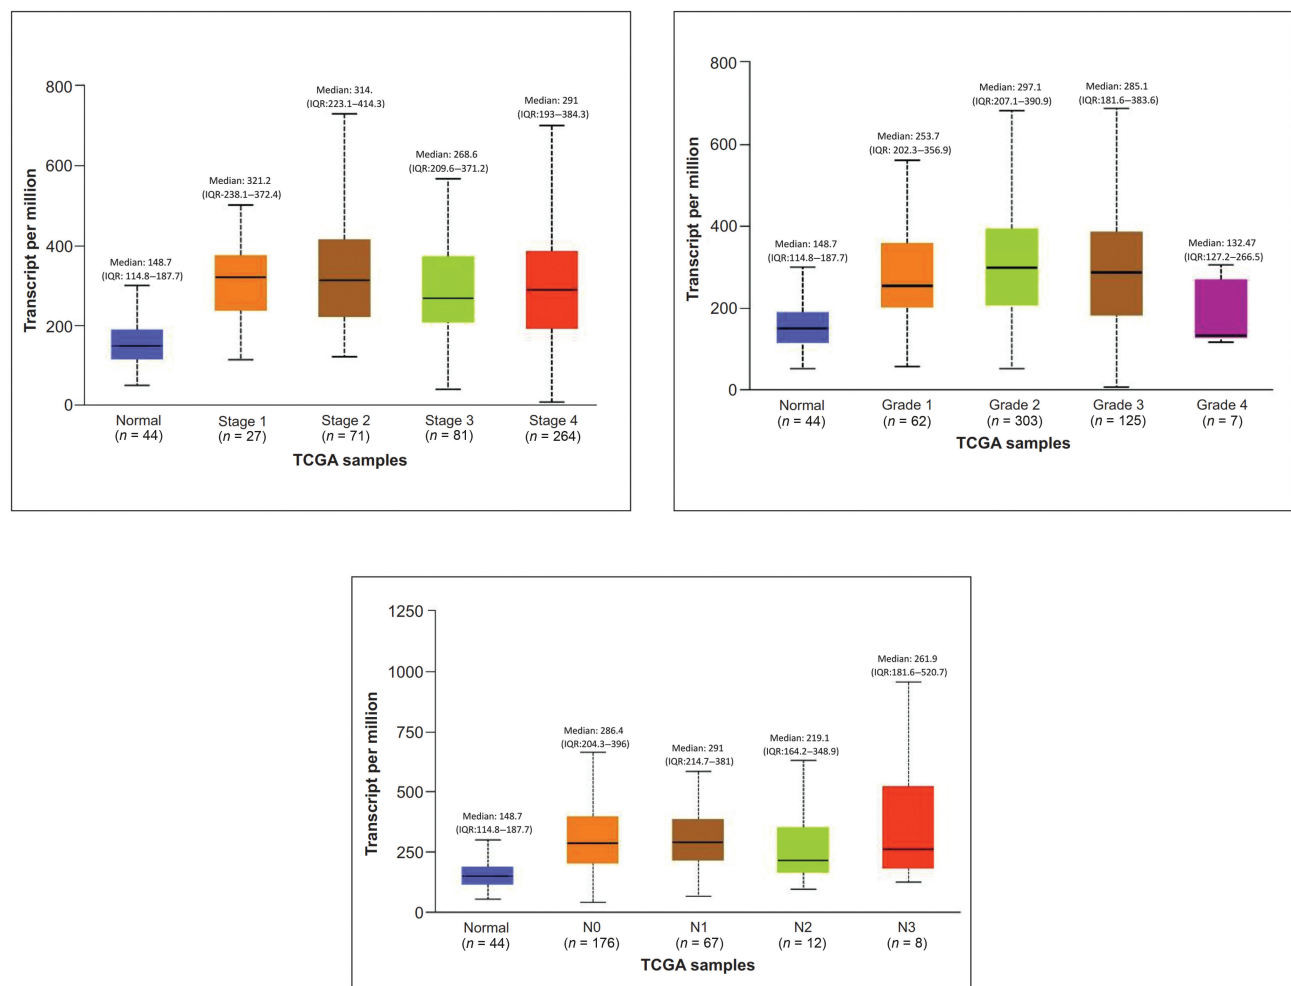 800
600
400
200
0
Transcript per million
Median: 148.7
(IQR: 114.8–187.7)
Median: 321.2
(IQR-238.1–372.4)
Median: 314.
(IQR:223.1–414.3)
Median: 268.6
(IQR:209.6–371.2)
Median: 291
(IQR:193–384.3)
Normal
(n = 44)
Stage 1
(n = 27)
Stage 2
(n = 71)
Stage 3
(n = 81)
Stage 4
(n = 264)
TCGA samples
800
600
400
200
0
Transcript per million
Median: 148.7
(IQR:114.8–187.7)
Median: 253.7
(IQR: 202.3–356.9)
Median: 297.1
(IQR:207.1–390.9)
Median: 285.1
(IQR:181.6–383.6)
Median: 132.47
(IQR:127.2–266.5)
Normal
(n = 44)
Grade 1
(n = 62)
Grade 2
(n = 303)
Grade 3
(n = 125)
Grade 4
(n = 7)
TCGA samples
1250
1000
750
500
250
0
Transcript per million
Median: 148.7
(IQR:114.8–187.7)
Median: 286.4
(IQR:204.3–396)
Median: 291
(IQR:214.7–381)
Median: 219.1
(IQR:164.2–348.9)
Median: 261.9
(IQR:181.6–520.7)
Normal
(n = 44)
N0
(n = 176)
N1
(n = 67)
N2
(n = 12)
N3
(n = 8)
TCGA samples